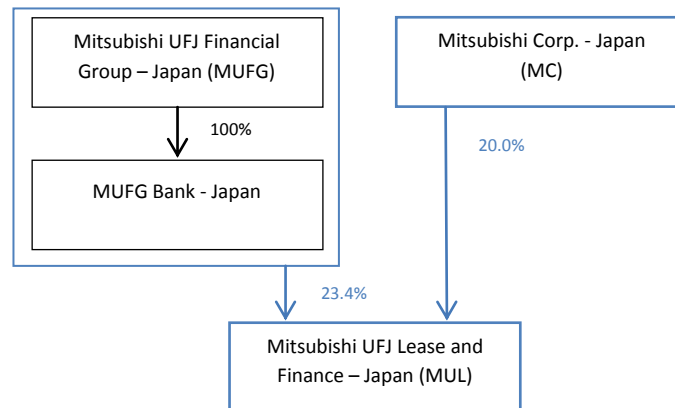 Mitsubishi UFJ Financial
Group – Japan (MUFG)
100%
MUFG Bank - Japan
23.4%
Mitsubishi Corp. - Japan
(MC)
20.0%
Mitsubishi UFJ Lease and
Finance – Japan (MUL)